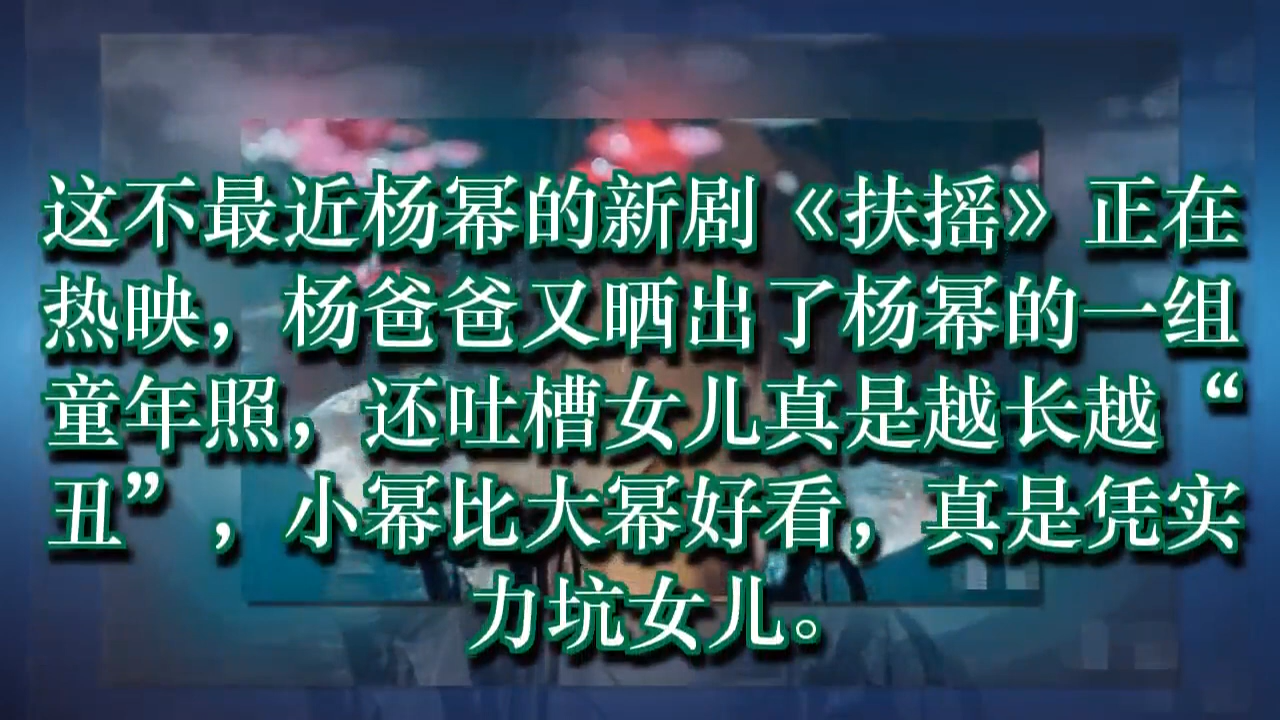 这不最近杨幂的新剧《扶摇》正在
热映，杨爸爸又晒出了杨幂的一组
童年照，还吐槽女儿真是越长越“
丑”，小幂比大幂好看，真是凭实
力坑女儿。